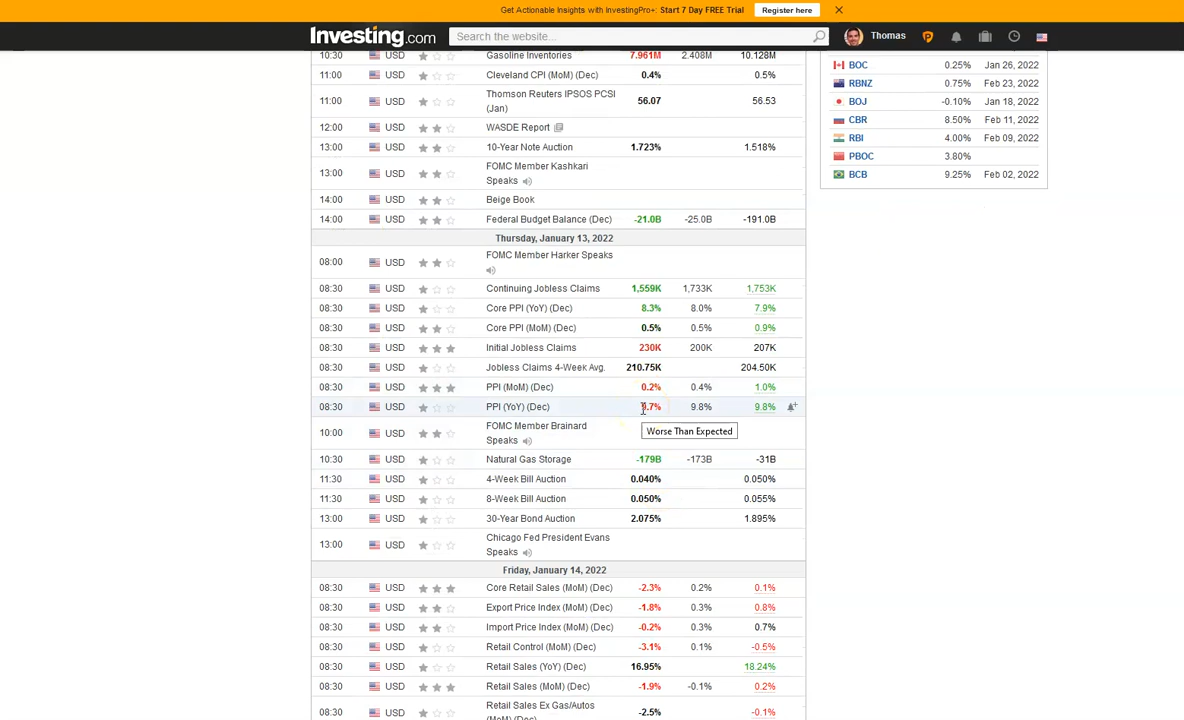 Get Actionable Insights with InvestingPro+: Start 7 Day FREE Trial Register here
Investing.com Search the website... Thomas
10:30 USD Gasoline Inventories 7.961M 2.408M 10.128M
11:00 USD Cleveland CPI (MoM) (Dec) 0.4% 0.5%
11:00 USD Thomson Reuters IPSOS PCSI (Jan) 56.07 56.53
12:00 USD WASDE Report
13:00 USD 10-Year Note Auction 1.723% 1.518%
13:00 USD FOMC Member Kashkari Speaks
14:00 USD Beige Book
14:00 USD Federal Budget Balance (Dec) -21.0B -25.0B -191.0B
Thursday, January 13, 2022
08:00 USD FOMC Member Harker Speaks
08:30 USD Continuing Jobless Claims 1,559K 1,733K 1,753K
08:30 USD Core PPI (YoY) (Dec) 8.3% 8.0% 7.9%
08:30 USD Core PPI (MoM) (Dec) 0.5% 0.5% 0.9%
08:30 USD Initial Jobless Claims 230K 200K 207K
08:30 USD Jobless Claims 4-Week Avg. 210.75K 204.50K
08:30 USD PPI (MoM) (Dec) 0.2% 0.4% 1.0%
08:30 USD PPI (YoY) (Dec) 9.8% 9.8%
Worse Than Expected
10:00 USD FOMC Member Brainard Speaks
10:30 USD Natural Gas Storage -179B -173B -31B
11:30 USD 4-Week Bill Auction 0.040% 0.050%
11:30 USD 8-Week Bill Auction 0.050% 0.055%
13:00 USD 30-Year Bond Auction 2.075% 1.895%
13:00 USD Chicago Fed President Evans Speaks
Friday, January 14, 2022
08:30 USD Core Retail Sales (MoM) (Dec) -2.3% 0.2% 0.1%
08:30 USD Export Price Index (MoM) (Dec) -1.8% 0.3% 0.8%
08:30 USD Import Price Index (MoM) (Dec) -0.2% 0.3% 0.7%
08:30 USD Retail Control (MoM) (Dec) -3.1% 0.1% -0.5%
08:30 USD Retail Sales (YoY) (Dec) 16.95% 18.24%
08:30 USD Retail Sales (MoM) (Dec) -1.9% -0.1% 0.2%
08:30 USD Retail Sales Ex Gas/Autos (MoM) (Dec) -2.5% -0.1%
BOC 0.25% Jan 26, 2022
RBNZ 0.75% Feb 23, 2022
BOJ -0.10% Jan 18, 2022
CBR 8.50% Feb 11, 2022
RBI 4.00% Feb 09, 2022
PBOC 3.80%
BCB 9.25% Feb 02, 2022